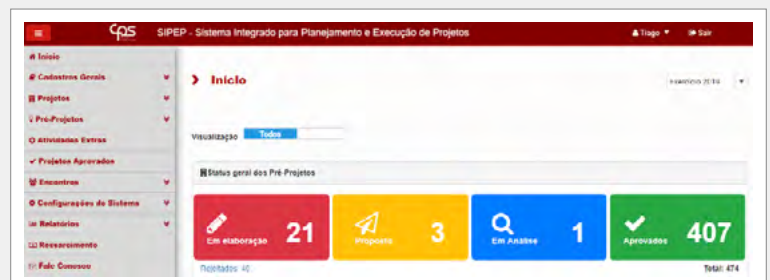 cps
SIPEP - Sistema Integrado para Planejamento e Execução de Projetos
Tiago
Sair
Início
Cadastros Gerais
Projetos
Pré-Projetos
Atividades Extras
Projetos Aprovados
Encontros
Configurações do Sistema
Relatórios
Ressarcimento
Fale Conosco
Início
Visualização
Todos
Status geral dos Pré-Projetos
Em elaboração
21
Proposta
3
Em Análise
1
Aprovados
407
Rejeitados: 42
Total: 474